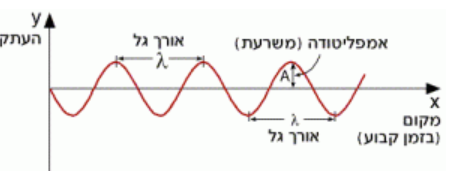 y
העתק
אורך גל
λ
אמפליטודה (משרעת)
A
x
מקום
(בזמן קבוע)
λ
אורך גל